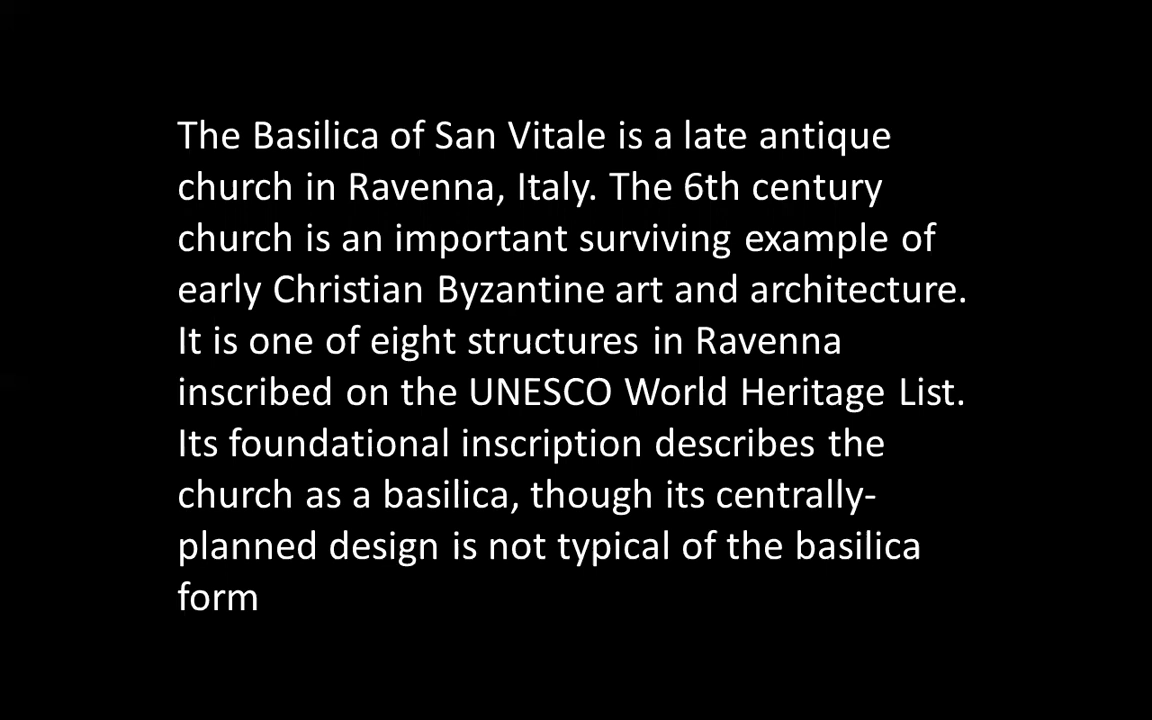 The Basilica of San Vitale is a late antique
church in Ravenna, Italy. The 6th century
church is an important surviving example of
early Christian Byzantine art and architecture.
It is one of eight structures in Ravenna
inscribed on the UNESCO World Heritage List.
Its foundational inscription describes the
church as a basilica, though its centrally-
planned design is not typical of the basilica
form